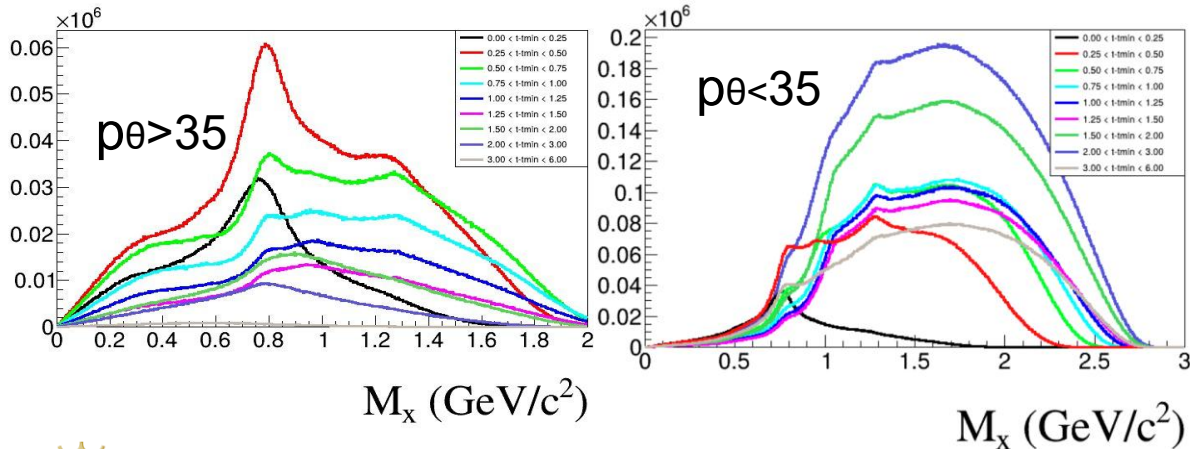 ×10⁶
0.06
0.05
0.04
0.03
0.02
0.01
0
0 0.2 0.4 0.6 0.8 1 1.2 1.4 1.6 1.8 2
pθ>35
0.00 < t-tmin < 0.25
0.25 < t-tmin < 0.50
0.50 < t-tmin < 0.75
0.75 < t-tmin < 1.00
1.00 < t-tmin < 1.25
1.25 < t-tmin < 1.50
1.50 < t-tmin < 2.00
2.00 < t-tmin < 3.00
3.00 < t-tmin < 6.00
Mₓ (GeV/c²)
×10⁶
0.2
0.18
0.16
0.14
0.12
0.1
0.08
0.06
0.04
0.02
0
0 0.5 1 1.5 2 2.5 3
pθ<35
0.00 < t-tmin < 0.25
0.25 < t-tmin < 0.50
0.50 < t-tmin < 0.75
0.75 < t-tmin < 1.00
1.00 < t-tmin < 1.25
1.25 < t-tmin < 1.50
1.50 < t-tmin < 2.00
2.00 < t-tmin < 3.00
3.00 < t-tmin < 6.00
Mₓ (GeV/c²)